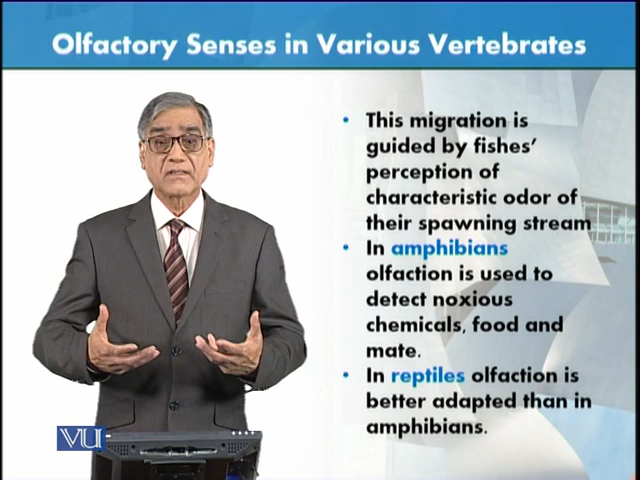 Olfactory Senses in Various Vertebrates
• This migration is
guided by fishes’
perception of
characteristic odor of
their spawning stream
• In amphibians
olfaction is used to
detect noxious
chemicals, food and
mate.
• In reptiles olfaction is
better adapted than in
amphibians.
VU